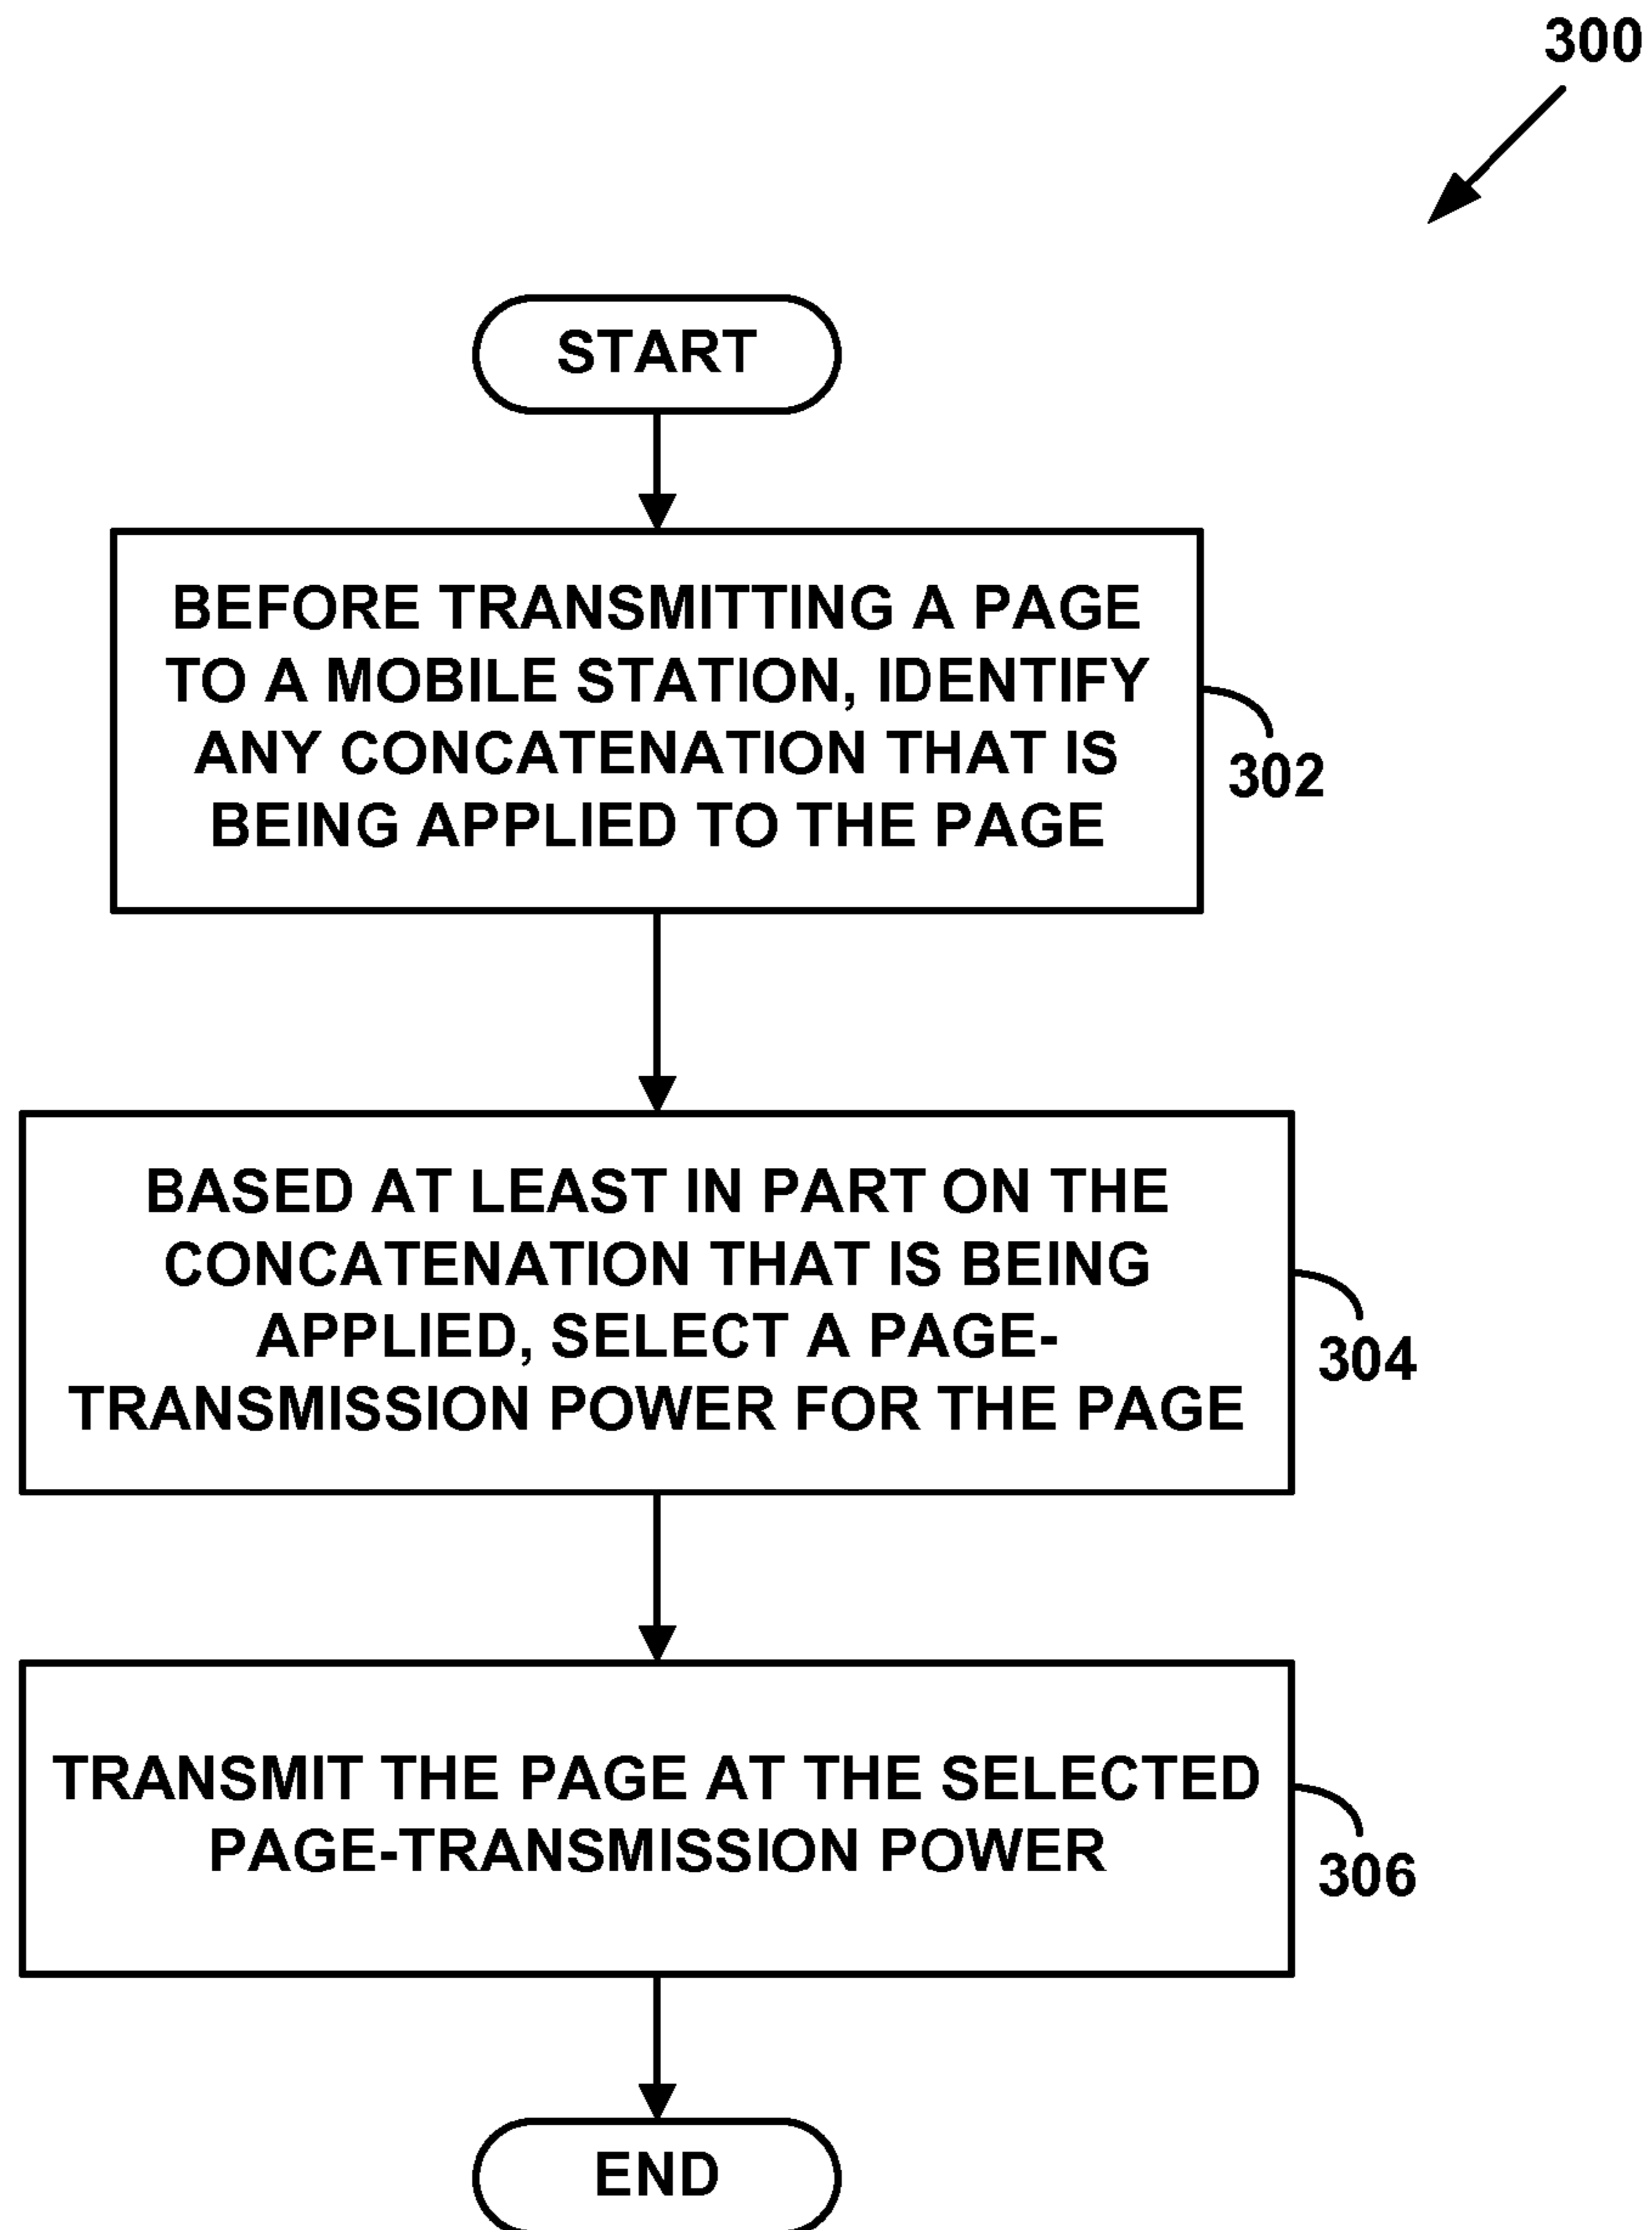 300
START
BEFORE TRANSMITTING A PAGE
TO A MOBILE STATION, IDENTIFY
ANY CONCATENATION THAT IS
BEING APPLIED TO THE PAGE
302
BASED AT LEAST IN PART ON THE
CONCATENATION THAT IS BEING
APPLIED, SELECT A PAGE-
TRANSMISSION POWER FOR THE PAGE
304
TRANSMIT THE PAGE AT THE SELECTED
PAGE-TRANSMISSION POWER
306
END